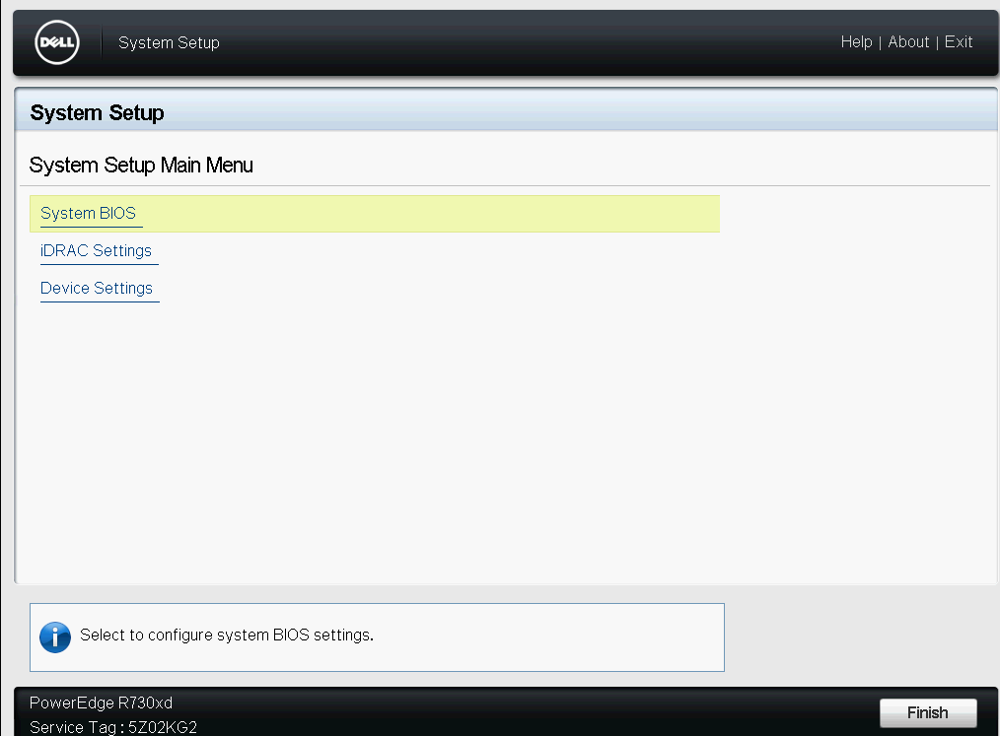 DELL System Setup Help | About | Exit
System Setup
System Setup Main Menu
System BIOS
iDRAC Settings
Device Settings
i Select to configure system BIOS settings.
PowerEdge R730xd
Service Tag : 5Z02KG2
Finish